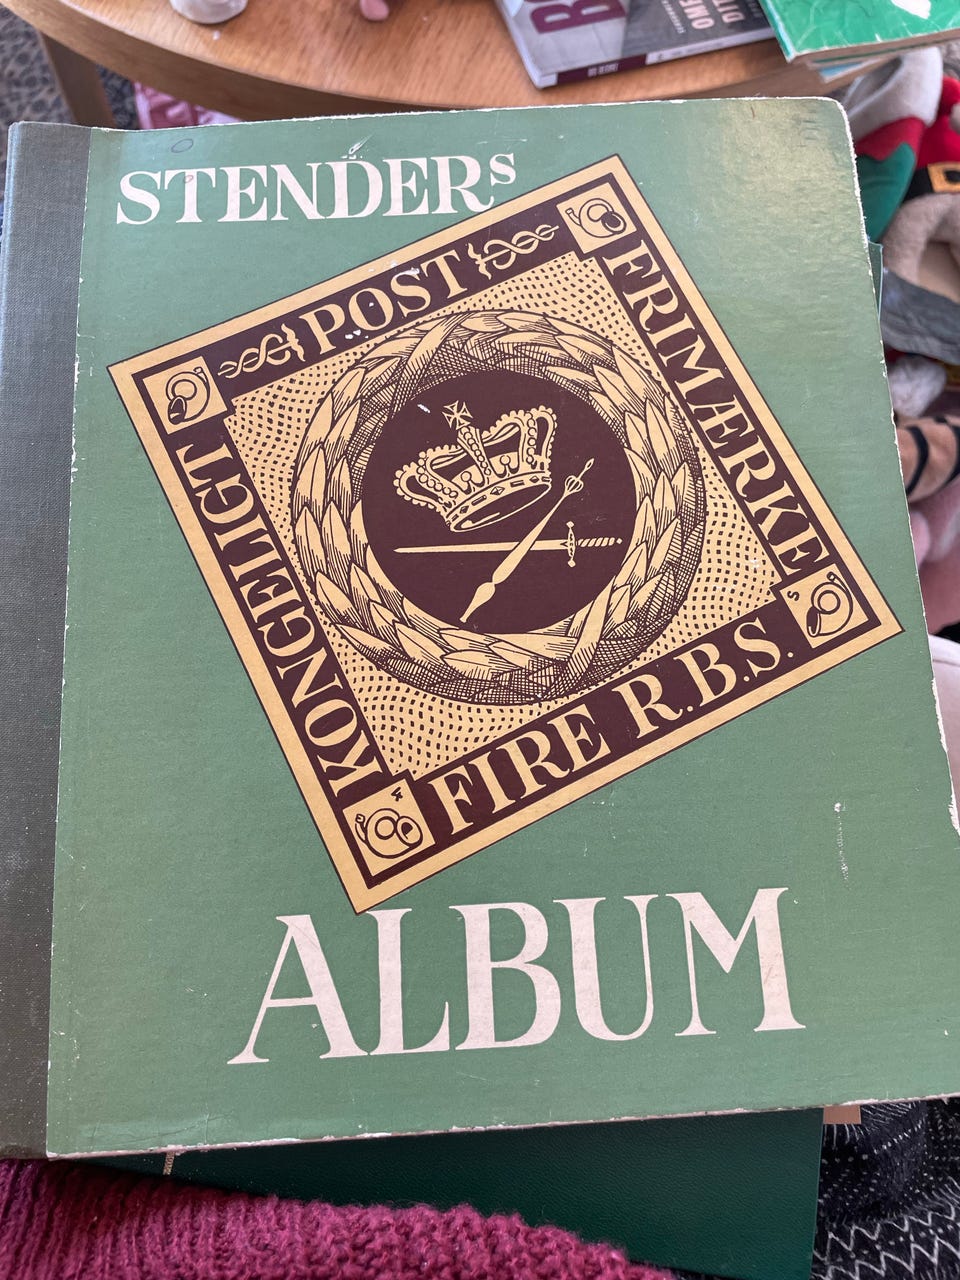 STENDERS
KONGELIGT
POST
FRIMÆRKE
FIRE R.B.S.
ALBUM